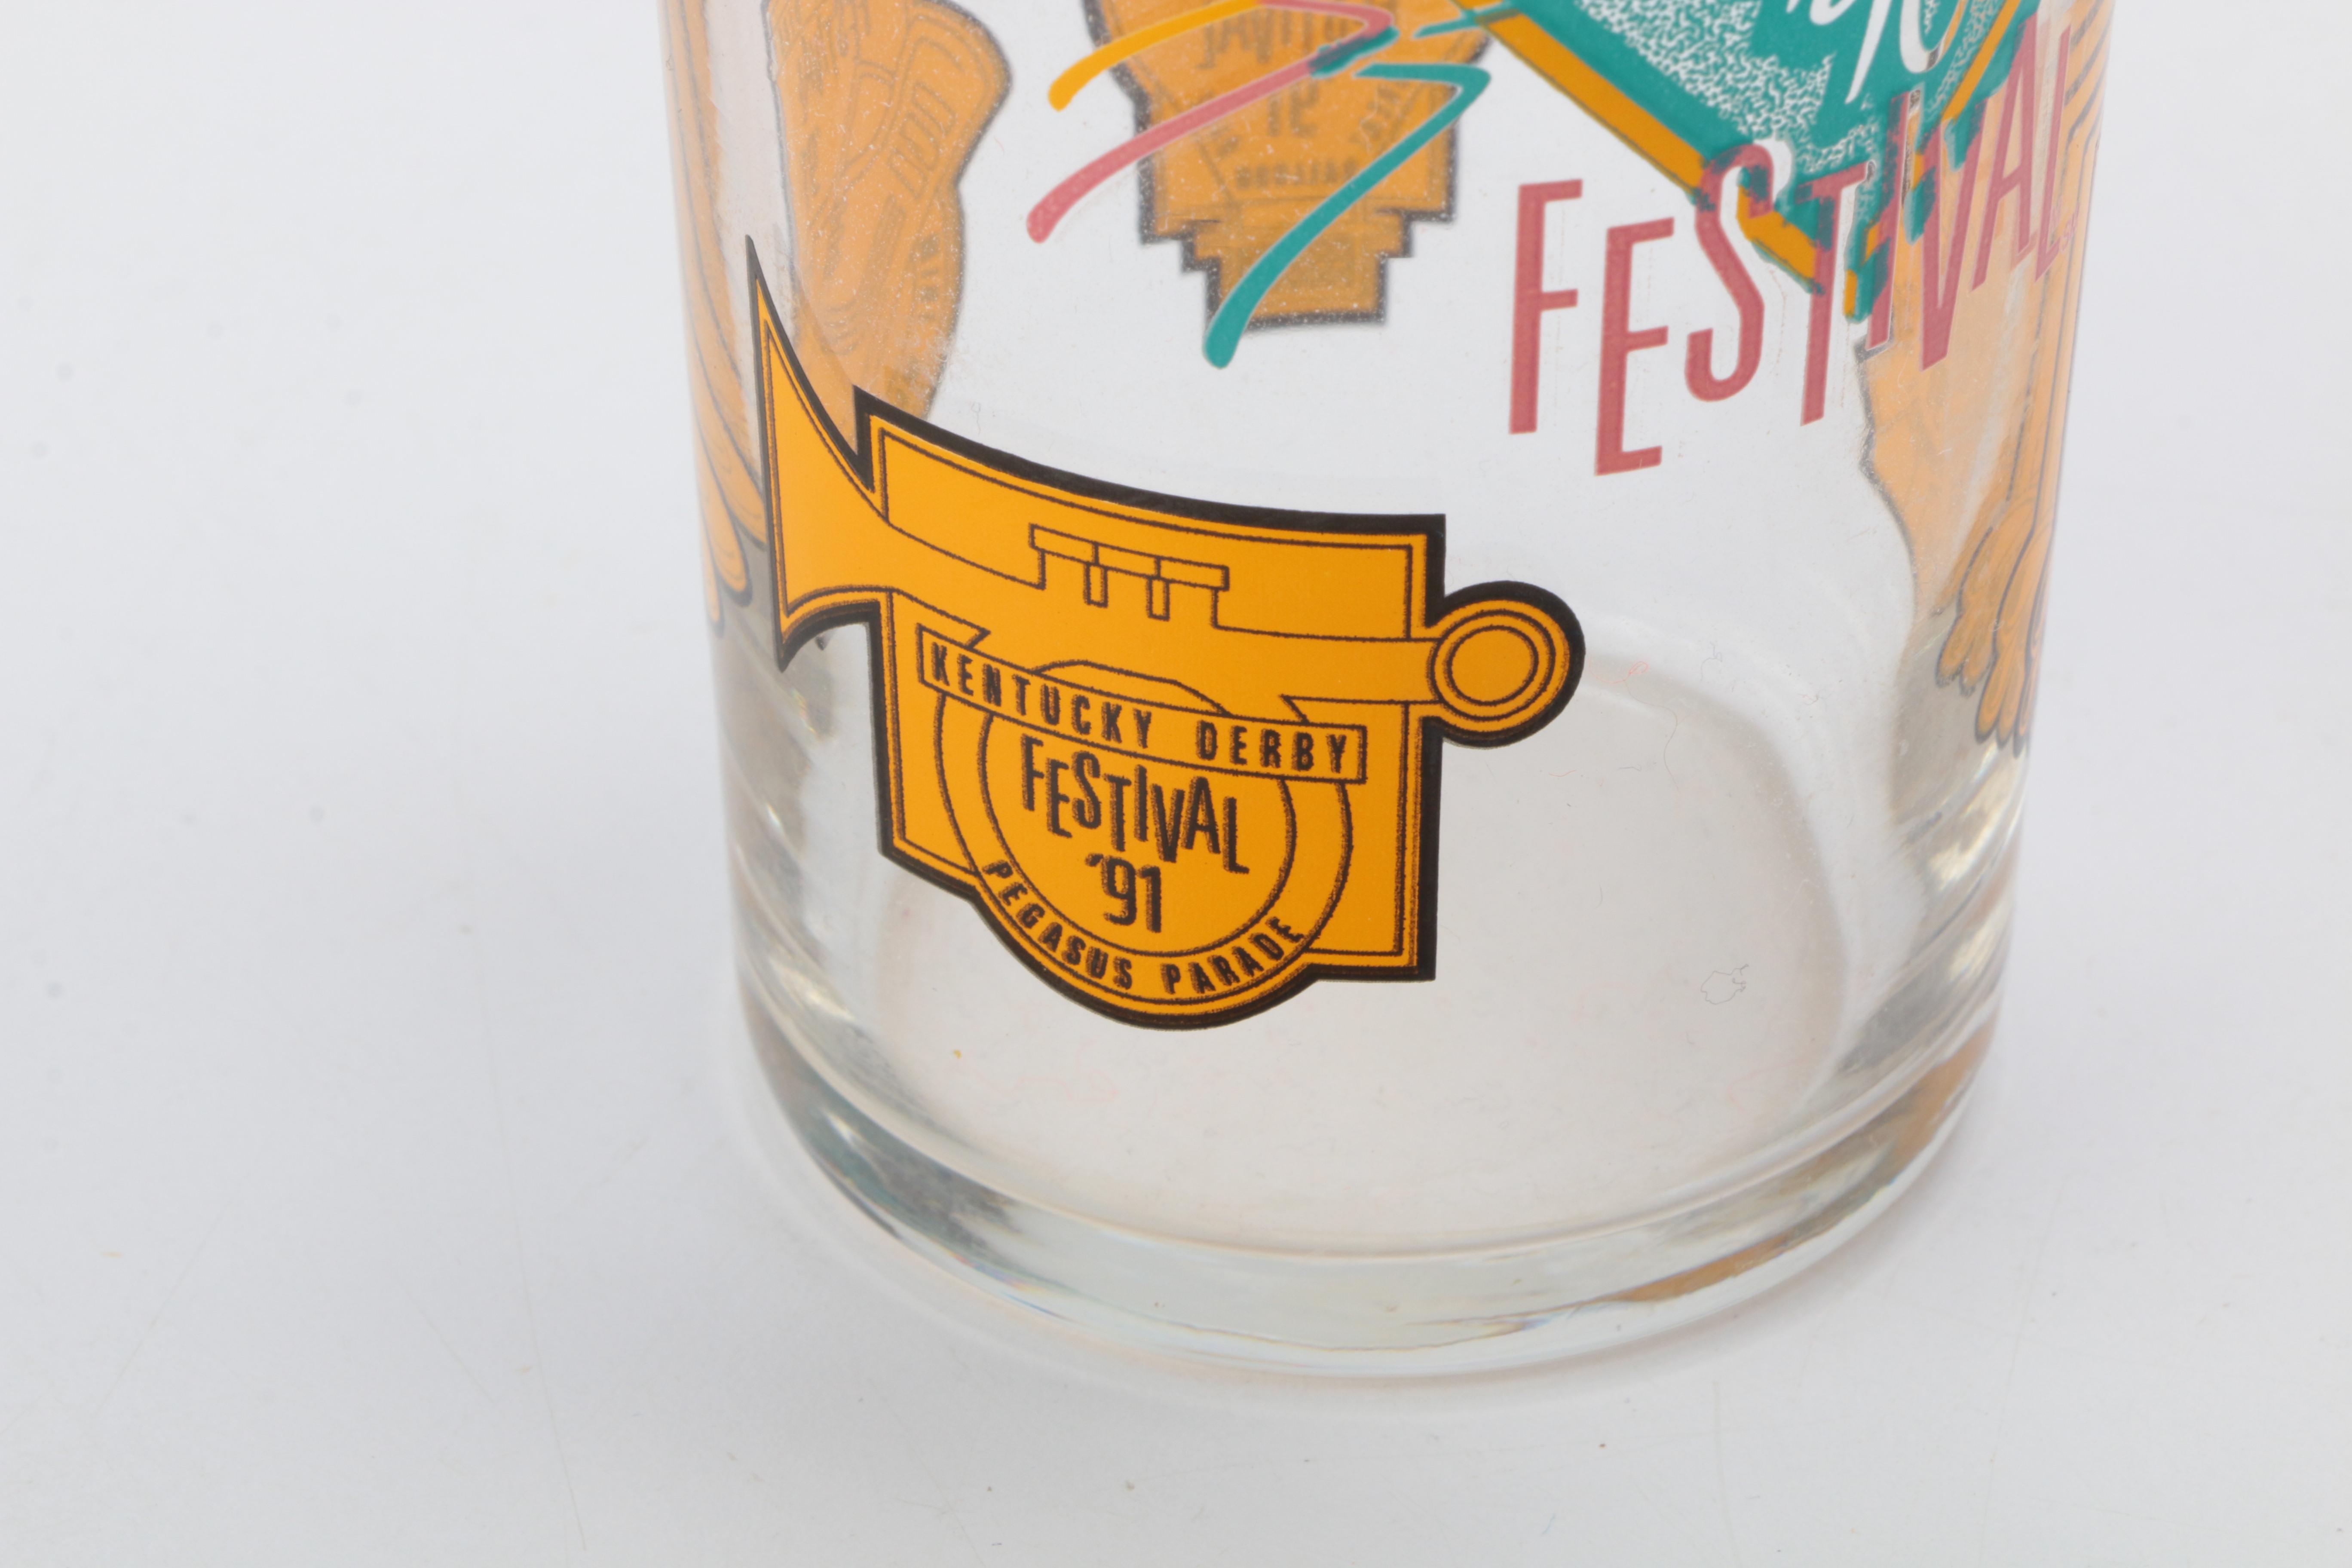 FESTIVAL
KENTUCKY DERBY
FESTIVAL
'91
PEGASUS PARADE